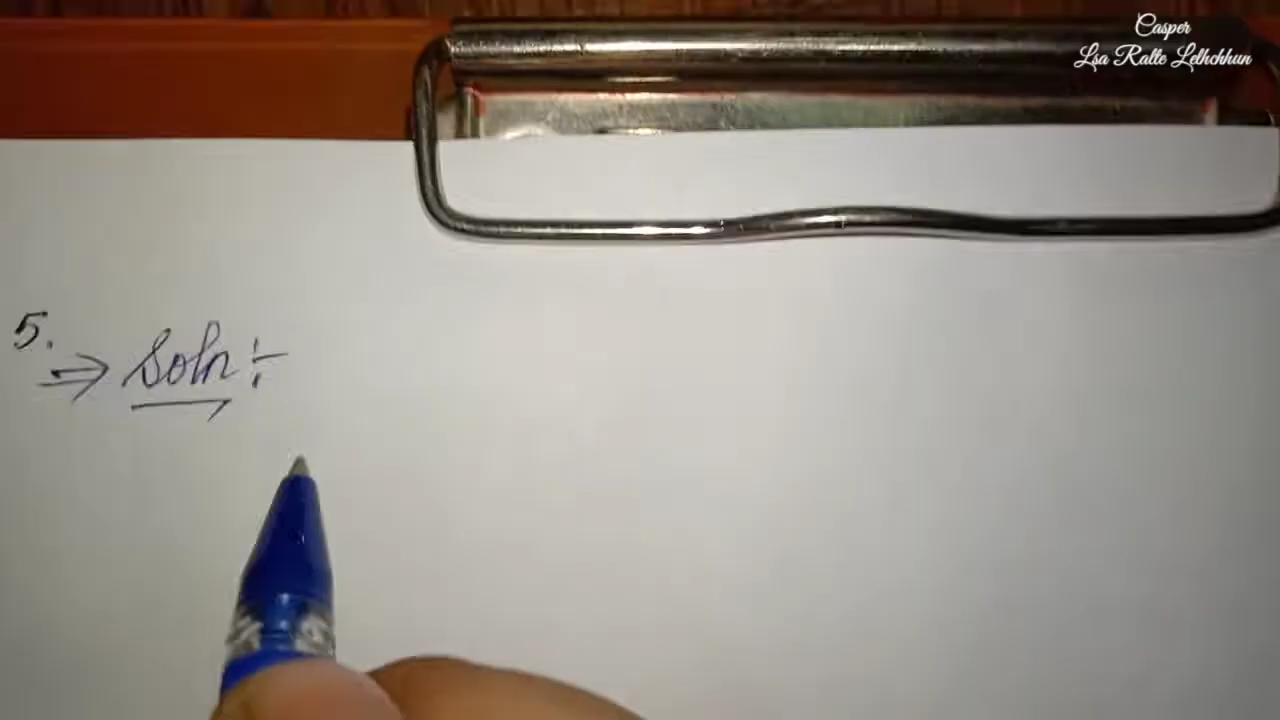 Casper
Lsa Ralte Lelhchhun
5.
⇒ Soln :-